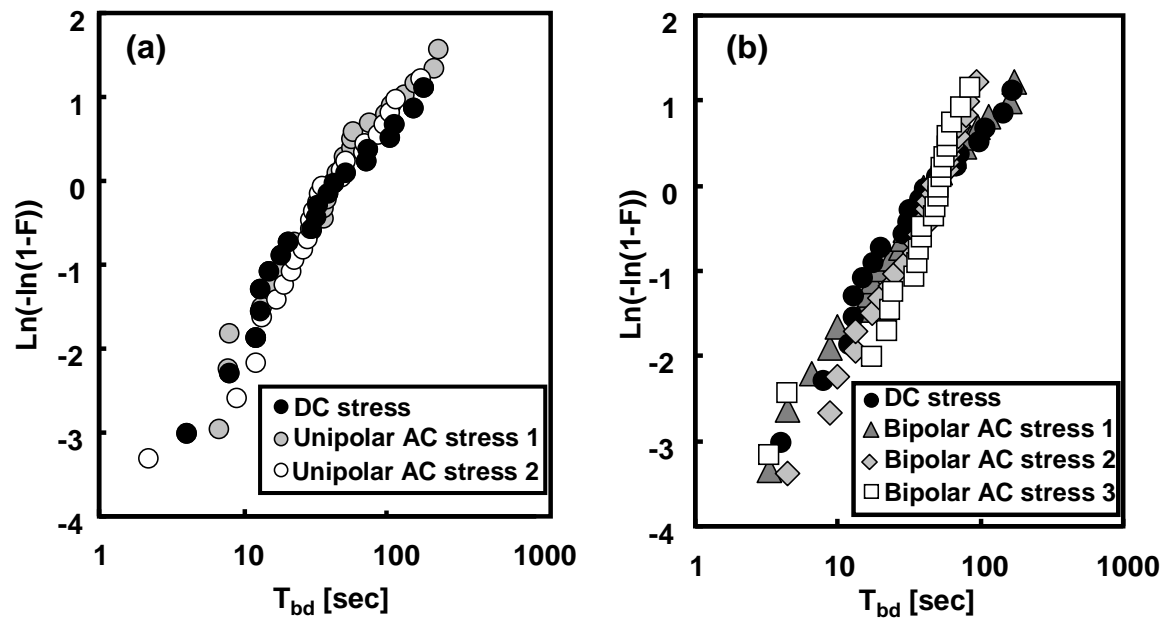 (a)
2
1
0
-1
-2
-3
-4
Ln(-ln(1-F))
DC stress
Unipolar AC stress 1
Unipolar AC stress 2
1
10
100
1000
T_bd [sec]
(b)
2
1
0
-1
-2
-3
-4
Ln(-ln(1-F))
DC stress
Bipolar AC stress 1
Bipolar AC stress 2
Bipolar AC stress 3
1
10
100
1000
T_bd [sec]